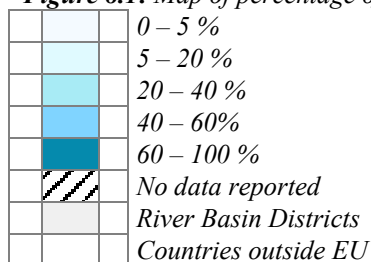 Figure 6.1: Map of percentage o
0 – 5 %
5 – 20 %
20 – 40 %
40 – 60%
60 – 100 %
No data reported
River Basin Districts
Countries outside EU